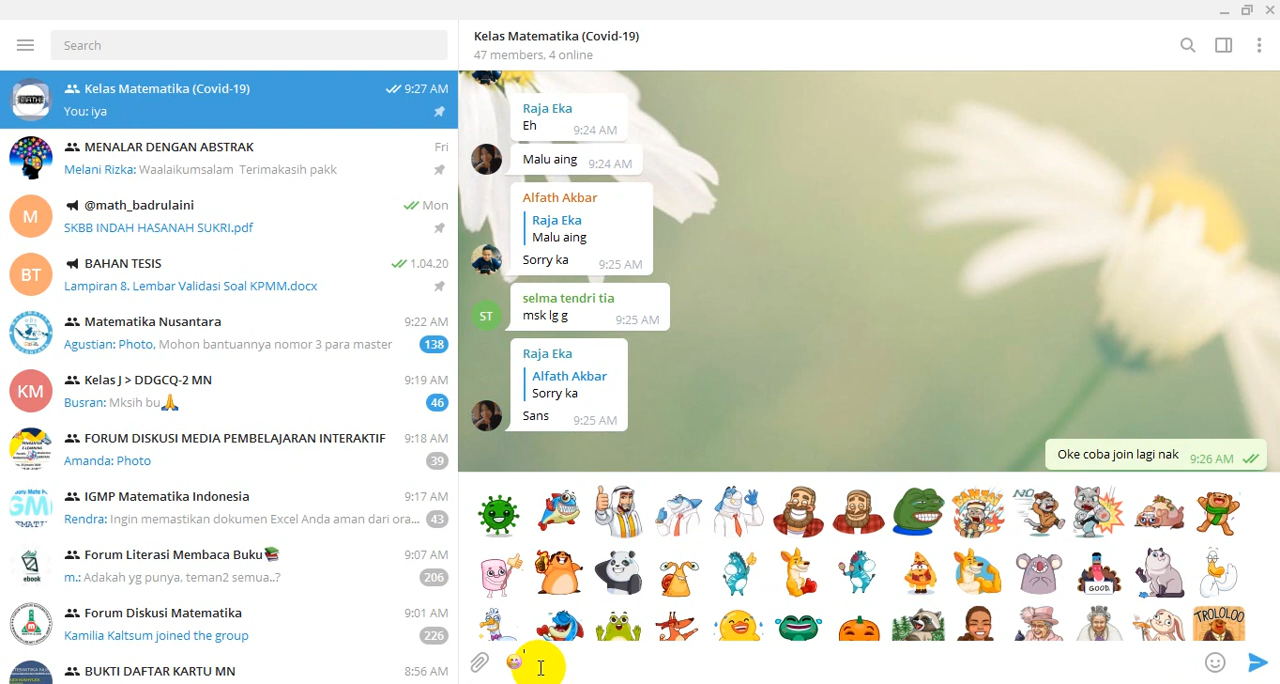 Search
Kelas Matematika (Covid-19)
47 members, 4 online
Kelas Matematika (Covid-19) 9:27 AM
You: iya
MENALAR DENGAN ABSTRAK Fri
Melani Rizka: Waalaikumsalam Terimakasih pakk
M
@math_badrulaini Mon
SKBB INDAH HASANAH SUKRI.pdf
BT
BAHAN TESIS 1.04.20
Lampiran 8. Lembar Validasi Soal KPMM.docx
Matematika Nusantara 9:22 AM
Agustian: Photo, Mohon bantuannya nomor 3 para master 138
KM
Kelas J > DDGCQ-2 MN 9:19 AM
Busran: Mksih bu🙏 46
FORUM DISKUSI MEDIA PEMBELAJARAN INTERAKTIF 9:18 AM
Amanda: Photo 39
IGMP Matematika Indonesia 9:17 AM
Rendra: Ingin memastikan dokumen Excel Anda aman dari ora... 43
Forum Literasi Membaca Buku📚 9:07 AM
m.: Adakah yg punya, teman2 semua..? 206
ebook
Forum Diskusi Matematika 9:01 AM
Kamilia Kaltsum joined the group 226
BUKTI DAFTAR KARTU MN 8:56 AM
Raja Eka
Eh 9:24 AM
Malu aing 9:24 AM
Alfath Akbar
Raja Eka
Malu aing
Sorry ka 9:25 AM
selma tendri tia
ST
msk lg g 9:25 AM
Raja Eka
Alfath Akbar
Sorry ka
Sans 9:25 AM
Oke coba join lagi nak 9:26 AM
NO
GOOD.
TROLOLOO